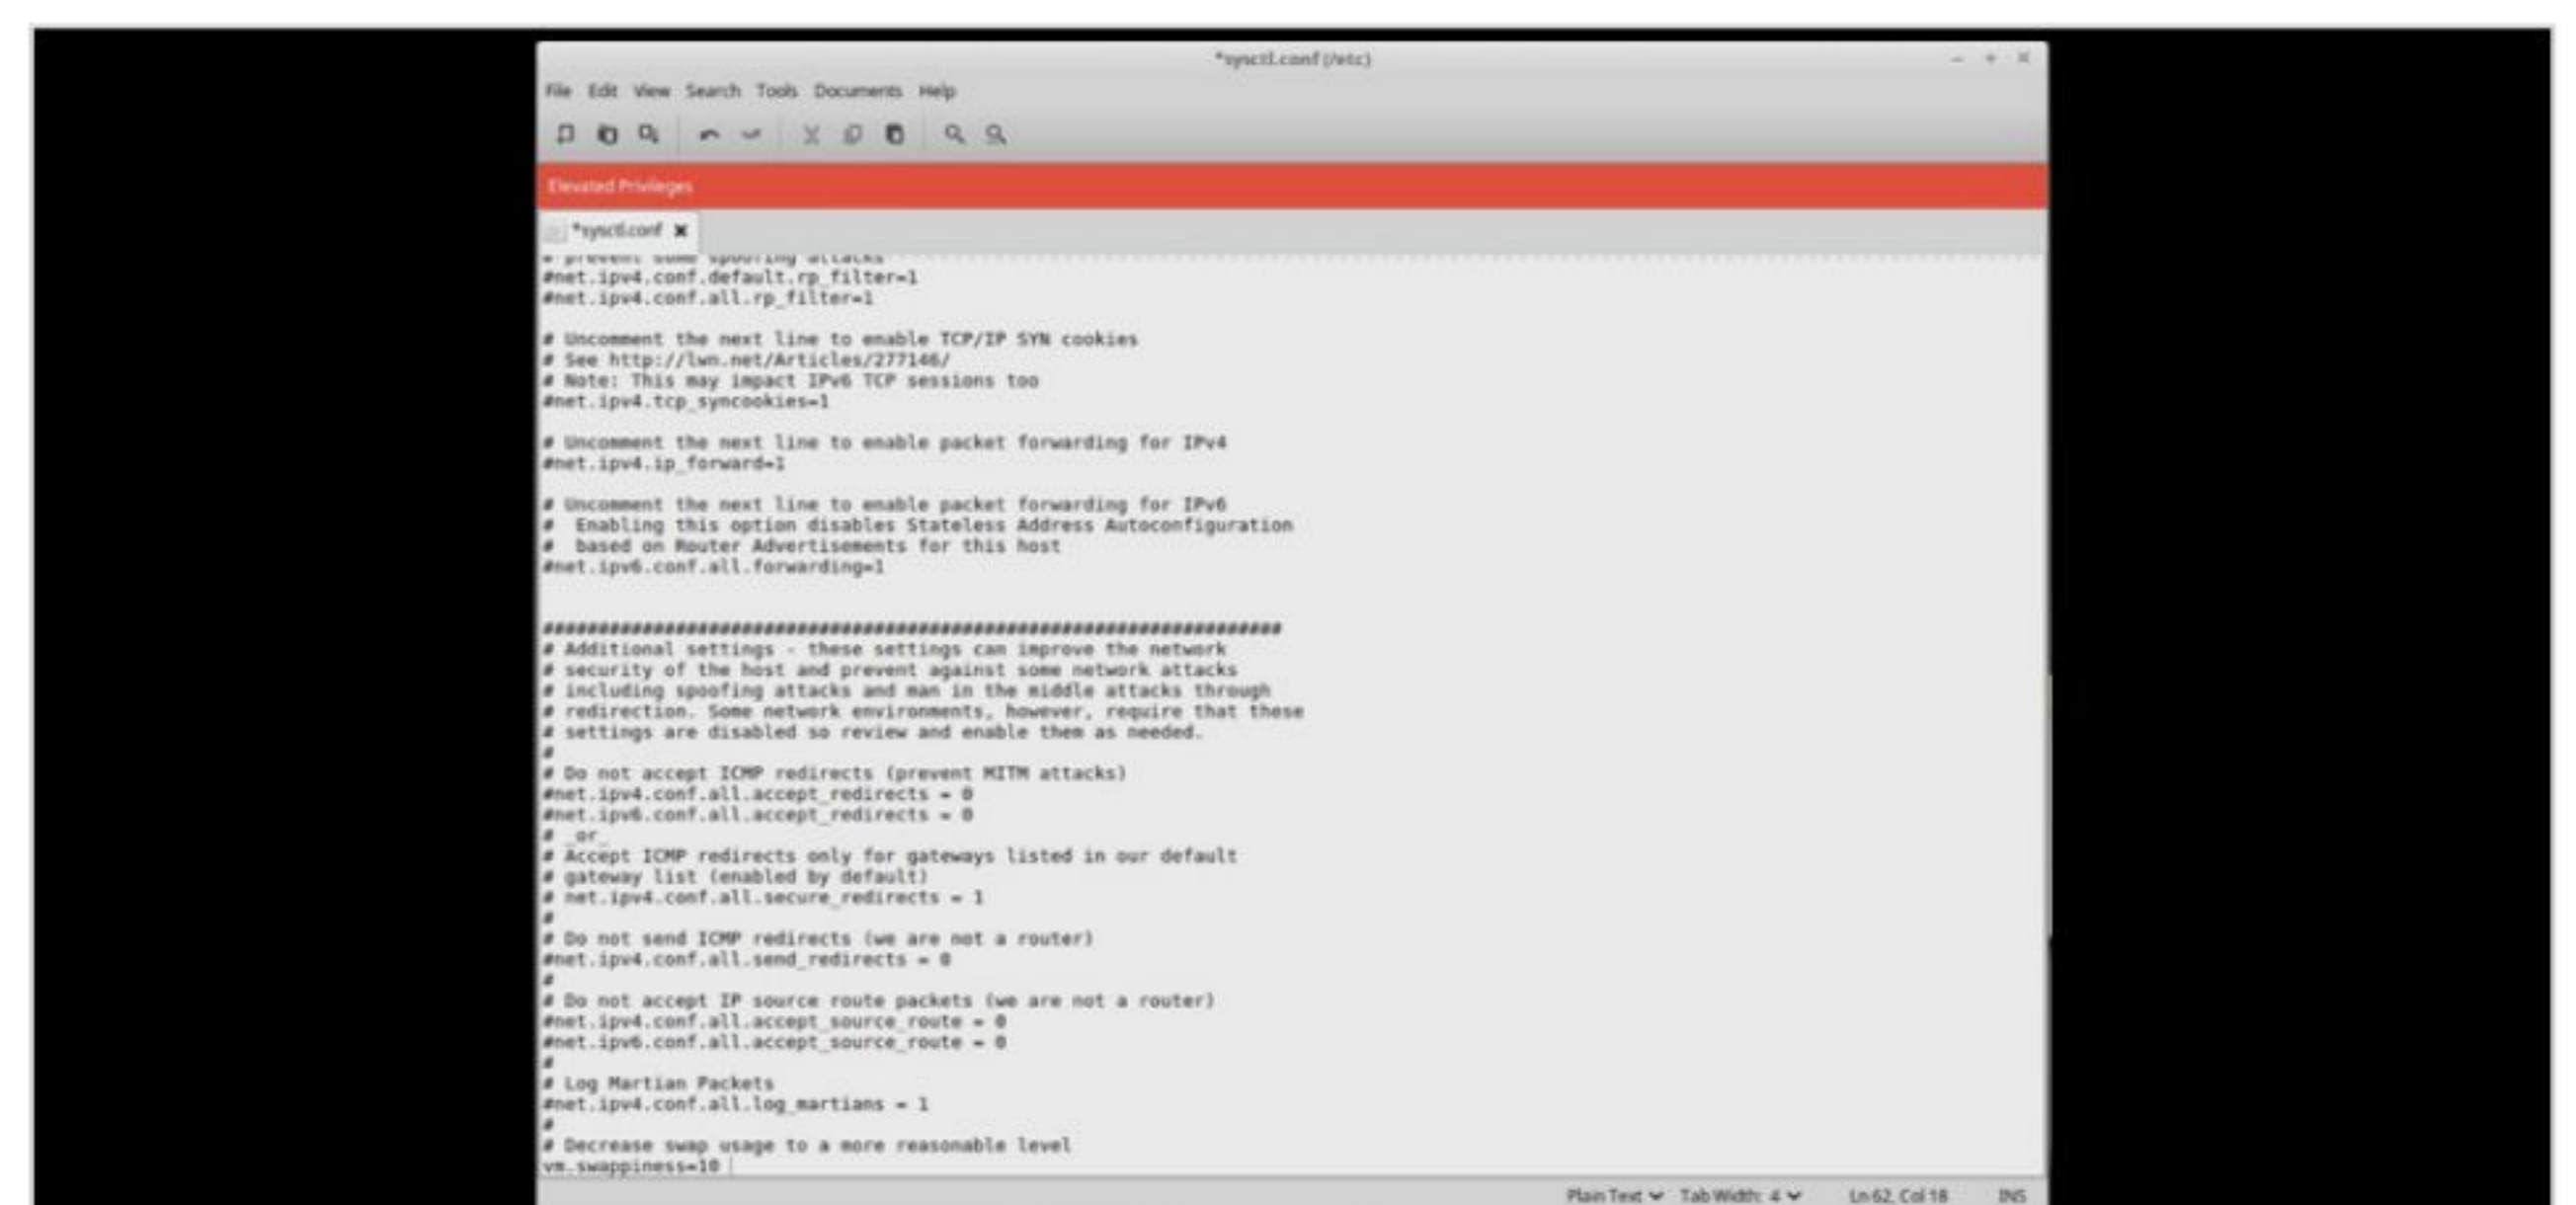 *sysctl.conf (/etc)
File Edit View Search Tools Documents Help
Elevated Privileges
*sysctl.conf
# prevent some spoofing attacks
#net.ipv4.conf.default.rp_filter=1
#net.ipv4.conf.all.rp_filter=1
# Uncomment the next line to enable TCP/IP SYN cookies
# See http://lwn.net/Articles/277146/
# Note: This may impact IPv6 TCP sessions too
#net.ipv4.tcp_syncookies=1
# Uncomment the next line to enable packet forwarding for IPv4
#net.ipv4.ip_forward=1
# Uncomment the next line to enable packet forwarding for IPv6
#  Enabling this option disables Stateless Address Autoconfiguration
#  based on Router Advertisements for this host
#net.ipv6.conf.all.forwarding=1
###################################################################
# Additional settings - these settings can improve the network
# security of the host and prevent against some network attacks
# including spoofing attacks and man in the middle attacks through
# redirection. Some network environments, however, require that these
# settings are disabled so review and enable them as needed.
#
# Do not accept ICMP redirects (prevent MITM attacks)
#net.ipv4.conf.all.accept_redirects = 0
#net.ipv6.conf.all.accept_redirects = 0
# _or_
# Accept ICMP redirects only for gateways listed in our default
# gateway list (enabled by default)
# net.ipv4.conf.all.secure_redirects = 1
#
# Do not send ICMP redirects (we are not a router)
#net.ipv4.conf.all.send_redirects = 0
#
# Do not accept IP source route packets (we are not a router)
#net.ipv4.conf.all.accept_source_route = 0
#net.ipv6.conf.all.accept_source_route = 0
#
# Log Martian Packets
#net.ipv4.conf.all.log_martians = 1
#
# Decrease swap usage to a more reasonable level
vm.swappiness=10
Plain Text Tab Width: 4 Ln 62, Col 18 INS